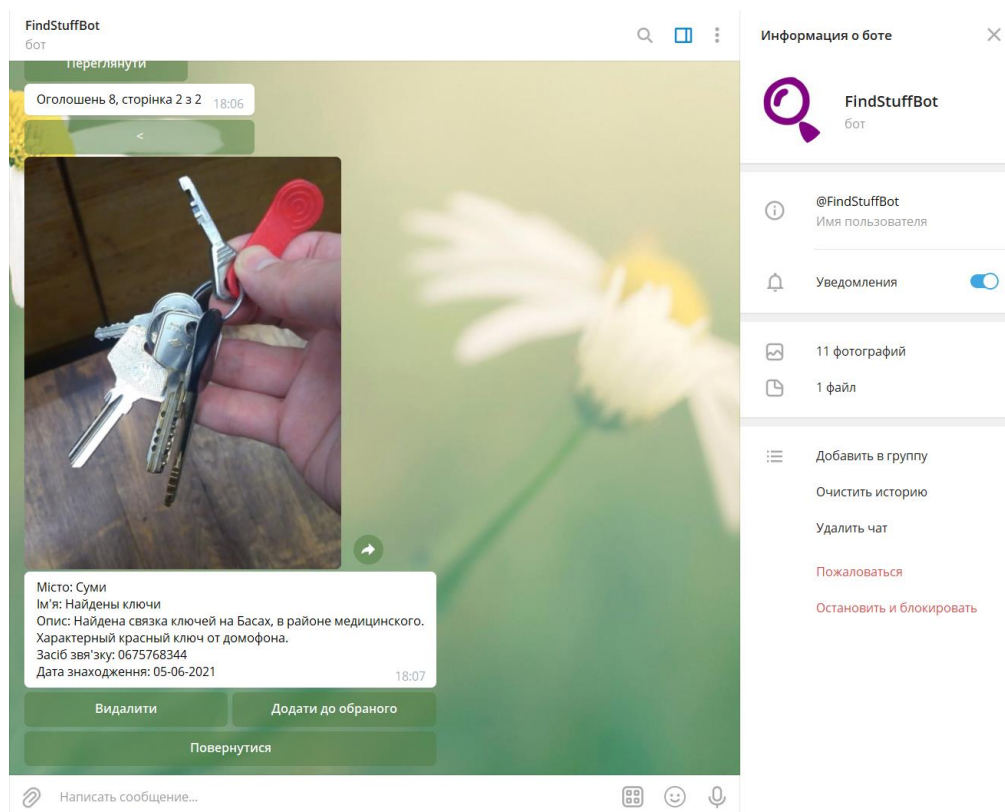 FindStuffBot
бот
Переглянути
Оголошень 8, сторінка 2 з 2 18:06
<
Місто: Суми
Ім'я: Найдены ключи
Опис: Найдена связка ключей на Басах, в районе медицинского.
Характерный красный ключ от домофона.
Засіб звя'зку: 0675768344
Дата знаходження: 05-06-2021
18:07
Видалити
Додати до обраного
Повернутися
Написать сообщение...
Информация о боте
FindStuffBot
бот
@FindStuffBot
Имя пользователя
Уведомления
11 фотографий
1 файл
Добавить в группу
Очистить историю
Удалить чат
Пожаловаться
Остановить и блокировать